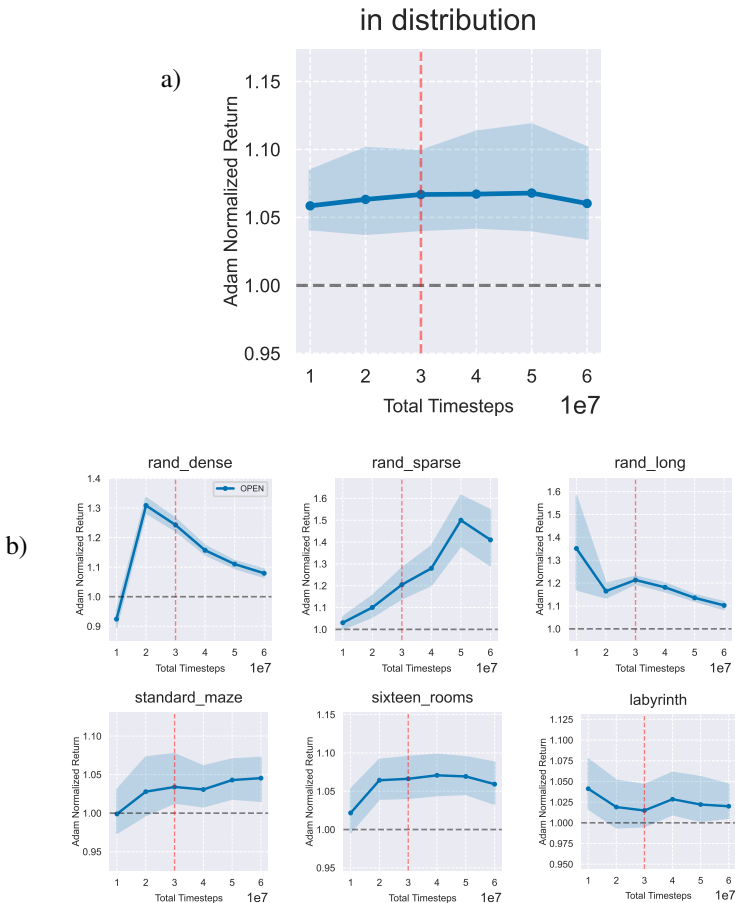 in distribution
a)
Adam Normalized Return
1.15
1.10
1.05
1.00
0.95
1 2 3 4 5 6
Total Timesteps 1e7
b)
rand_dense
Adam Normalized Return
1.4
1.3
1.2
1.1
1.0
0.9
OPEN
1 2 3 4 5 6
Total Timesteps 1e7
rand_sparse
Adam Normalized Return
1.6
1.5
1.4
1.3
1.2
1.1
1.0
1 2 3 4 5 6
Total Timesteps 1e7
rand_long
Adam Normalized Return
1.6
1.5
1.4
1.3
1.2
1.1
1.0
1 2 3 4 5 6
Total Timesteps 1e7
standard_maze
Adam Normalized Return
1.10
1.05
1.00
0.95
1 2 3 4 5 6
Total Timesteps 1e7
sixteen_rooms
Adam Normalized Return
1.15
1.10
1.05
1.00
0.95
1 2 3 4 5 6
Total Timesteps 1e7
labyrinth
Adam Normalized Return
1.125
1.100
1.075
1.050
1.025
1.000
0.975
0.950
1 2 3 4 5 6
Total Timesteps 1e7